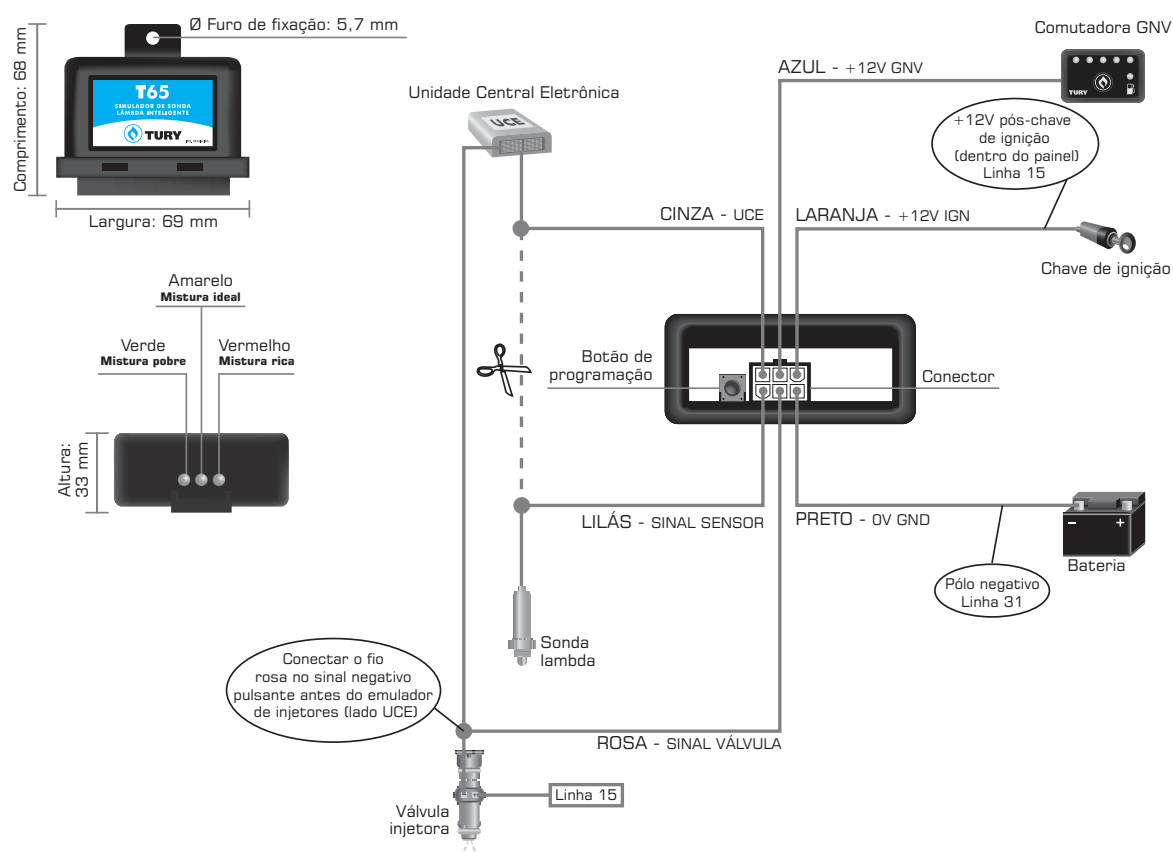 Ø Furo de fixação: 5,7 mm
Comprimento: 68 mm
T65
SIMULADOR DE SONDA
LÂMBDA INTELIGENTE
TURY
Largura: 69 mm
Amarelo
Mistura ideal
Verde
Mistura pobre
Vermelho
Mistura rica
Altura:
33 mm
Unidade Central Eletrônica
UCE
CINZA - UCE
AZUL - +12V GNV
Comutadora GNV
TURY
+12V pós-chave
de ignição
(dentro do painel)
Linha 15
LARANJA - +12V IGN
Chave de ignição
Botão de
programação
Conector
LILÁS - SINAL SENSOR
PRETO - 0V GND
- +
Bateria
Pólo negativo
Linha 31
Sonda
lambda
Conectar o fio
rosa no sinal negativo
pulsante antes do emulador
de injetores (lado UCE)
ROSA - SINAL VÁLVULA
Linha 15
Válvula
injetora